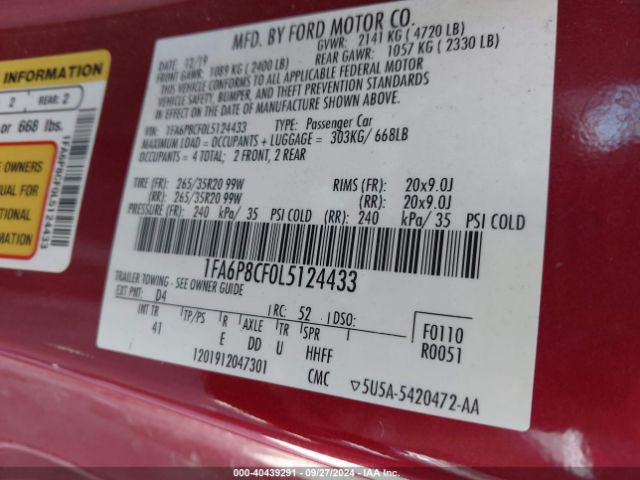 INFORMATION
2 REAR: 2
or 668 lbs.
OWNERS
NUAL FOR
TIONAL
RMATION
1FA6P8CF0L5124433
MFD. BY FORD MOTOR CO.
DATE: 12/19 GVWR: 2141 KG ( 4720 LB)
FRONT GAWR: 1089 KG ( 2400 LB) REAR GAWR: 1057 KG ( 2330 LB)
THIS VEHICLE CONFORMS TO ALL APPLICABLE FEDERAL MOTOR
VEHICLE SAFETY, BUMPER, AND THEFT PREVENTION STANDARDS
IN EFFECT ON THE DATE OF MANUFACTURE SHOWN ABOVE.
VIN: 1FA6P8CF0L5124433 TYPE: Passenger Car
MAXIMUM LOAD = OCCUPANTS + LUGGAGE = 303KG/ 668LB
OCCUPANTS = 4 TOTAL; 2 FRONT, 2 REAR
TIRE (FR): 265/35R20 99W RIMS (FR): 20x9.0J
(RR): 265/35R20 99W (RR): 20x9.0J
PRESSURE (FR): 240 kPa/ 35 PSI COLD (RR): 240 kPa/ 35 PSI COLD
1FA6P8CF0L5124433
TRAILER TOWING - SEE OWNER GUIDE
EXT PNT: D4 RC: 52 DSO:
INT TR TP/PS R AXLE TR SPR
41 E DD U HHFF
F0110
R0051
1201912047301 CMC ▽5U5A-5420472-AA
000-40439291 - 09/27/2024 - IAAI.com